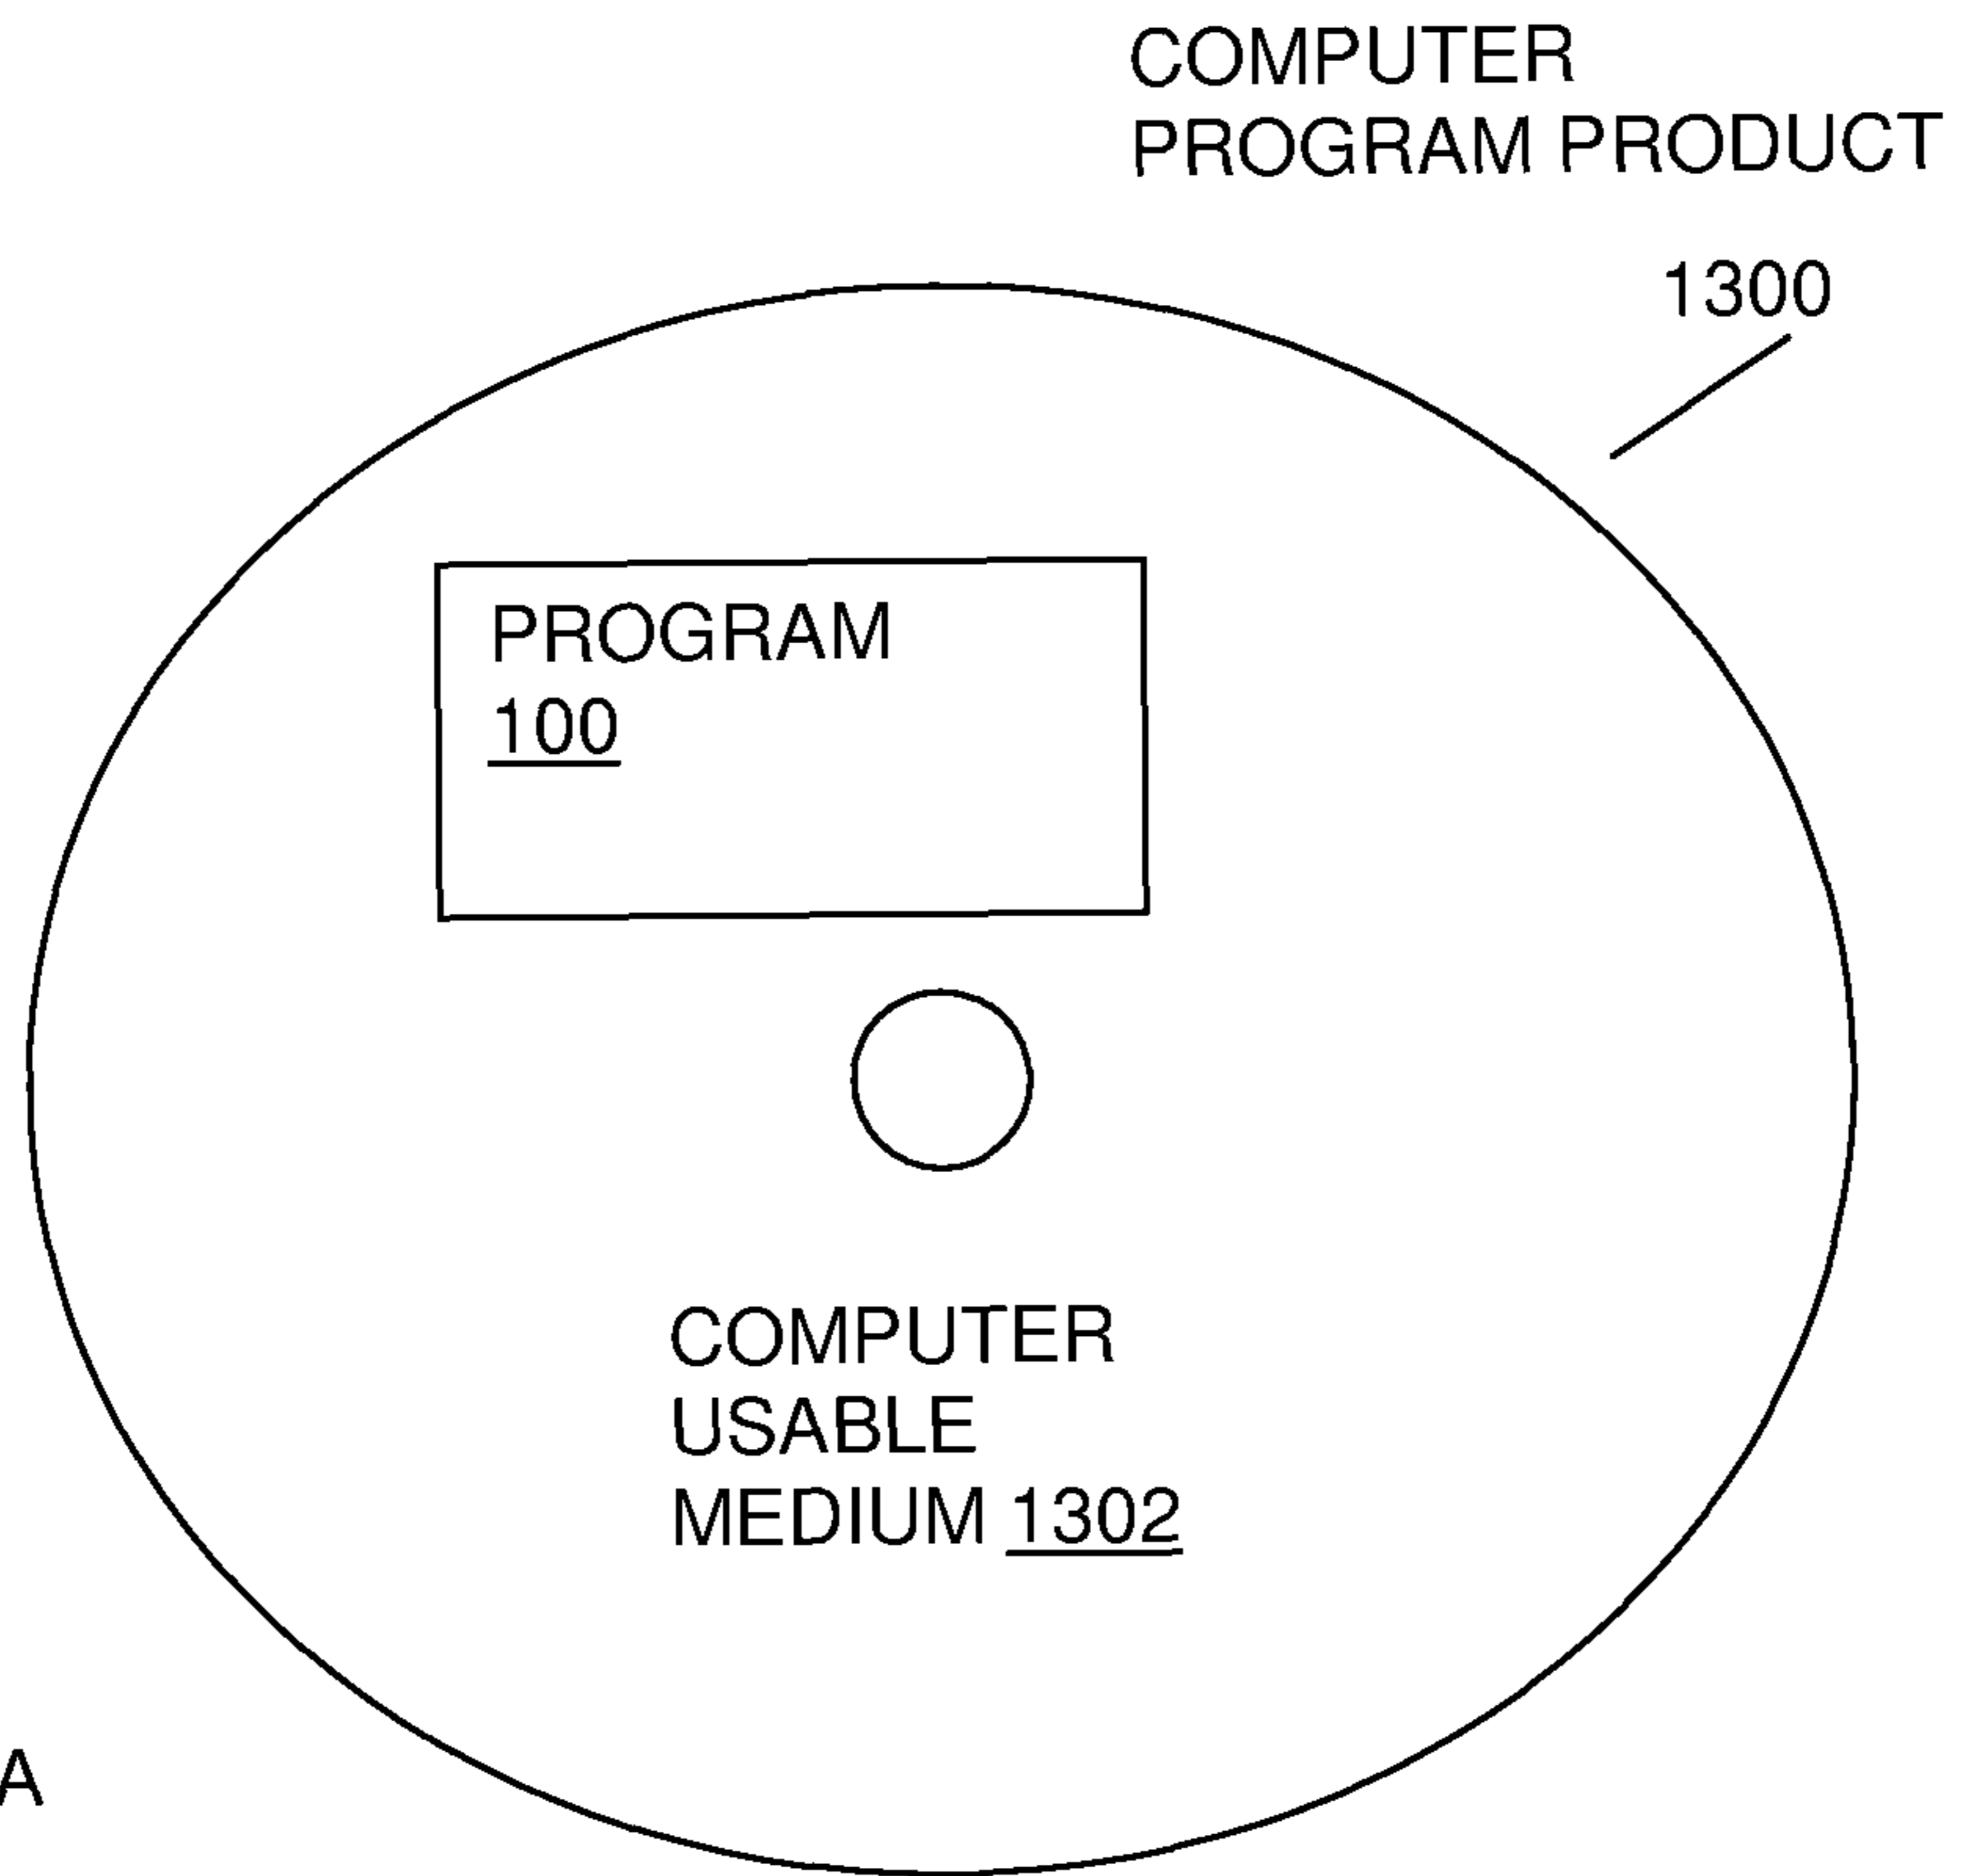 COMPUTER
PROGRAM PRODUCT
1300
PROGRAM
100
COMPUTER
USABLE
MEDIUM 1302
A